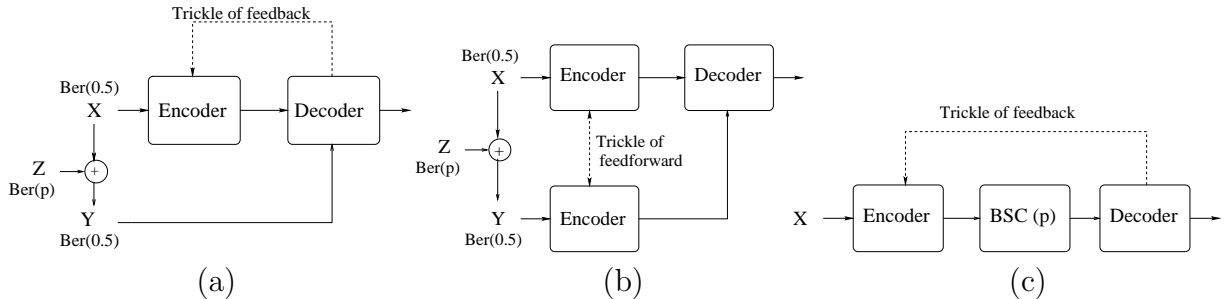 Trickle of feedback
Ber(0.5)
X
Encoder
Decoder
Z
+
Ber(p)
Y
Ber(0.5)
(a)
Ber(0.5)
X
Encoder
Decoder
Z
+
Ber(p)
Trickle of
feedforward
Y
Encoder
Ber(0.5)
(b)
Trickle of feedback
X
Encoder
BSC (p)
Decoder
(c)